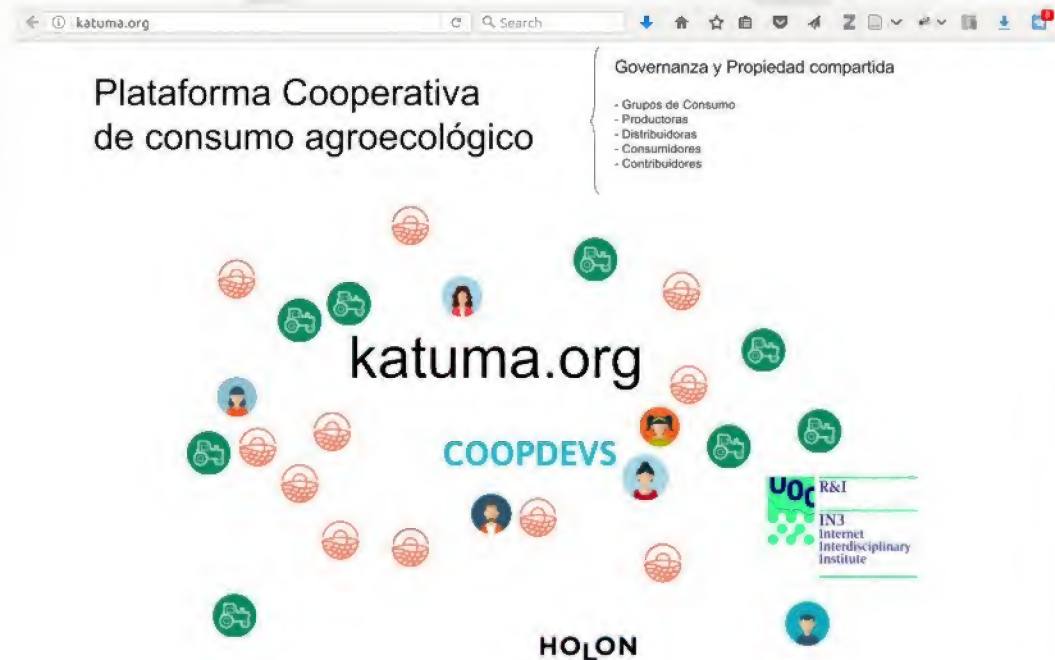 katuma.org
Search
Plataforma Cooperativa
de consumo agroecológico
Governanza y Propiedad compartida
- Grupos de Consumo
- Productoras
- Distribuidoras
- Consumidores
- Contribuidores
katuma.org
COOPDEVS
UOC
R&I
IN3
Internet
Interdisciplinary
Institute
HOLON